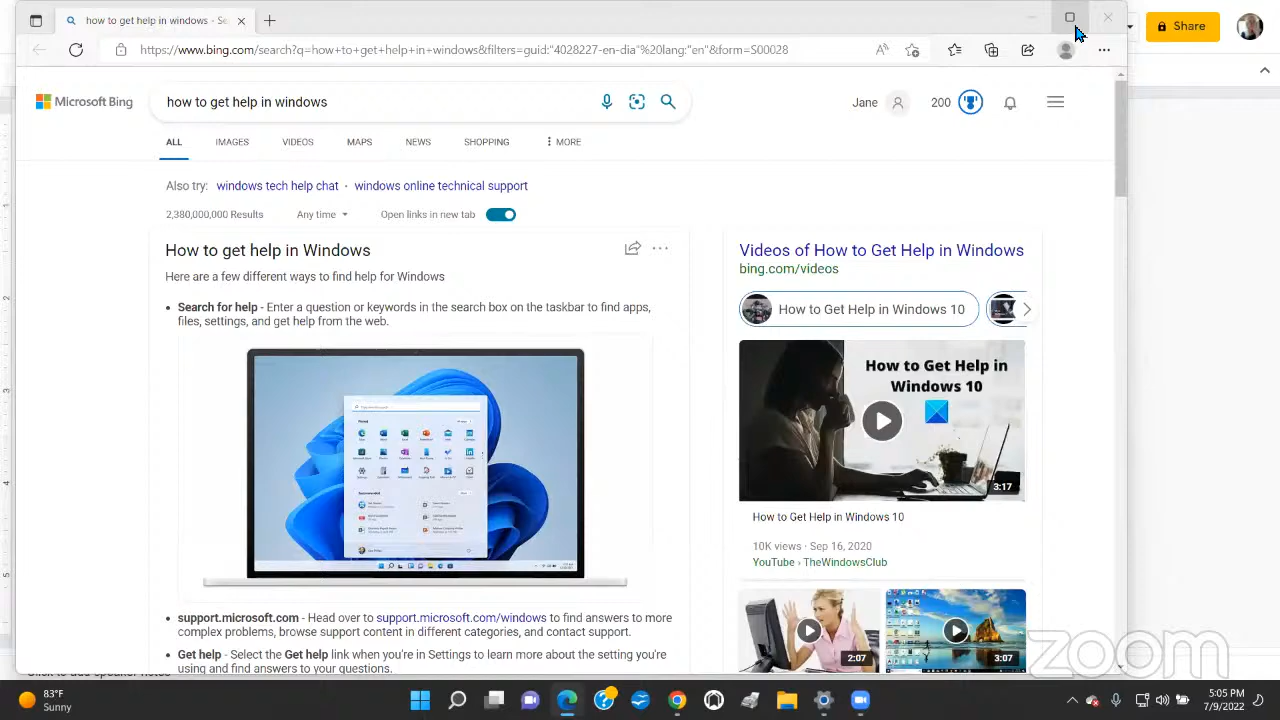 how to get help in windows - Se
Share
https://www.bing.com/search?q=how+to+get+help+in+windows&filters=guid:"4028227-en-dia"%20lang:"en"&form=S00028
Microsoft Bing
how to get help in windows
Jane
200
ALL
IMAGES
VIDEOS
MAPS
NEWS
SHOPPING
MORE
Also try: windows tech help chat · windows online technical support
2,380,000,000 Results
Any time
Open links in new tab
How to get help in Windows
Here are a few different ways to find help for Windows
• Search for help - Enter a question or keywords in the search box on the taskbar to find apps,
files, settings, and get help from the web.
• support.microsoft.com - Head over to support.microsoft.com/windows to find answers to more
complex problems, browse support content in different categories, and contact support.
• Get help - Select the Get help link when you're in Settings to learn more about the setting you're
using and find answers to your questions.
Videos of How to Get Help in Windows
bing.com/videos
How to Get Help in Windows 10
How to Get Help in
Windows 10
3:17
How to Get Help in Windows 10
10K views · Sep 16, 2020
YouTube › TheWindowsClub
2:07
3:07
zoom
Click to add speaker notes
83°F
Sunny
5:05 PM
7/9/2022